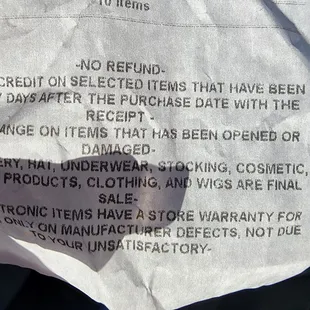 10 Items
-NO REFUND-
CREDIT ON SELECTED ITEMS THAT HAVE BEEN
DAYS AFTER THE PURCHASE DATE WITH THE
RECEIPT -
ANGE ON ITEMS THAT HAS BEEN OPENED OR
DAMAGED-
ERY, HAT, UNDERWEAR, STOCKING, COSMETIC,
PRODUCTS, CLOTHING, AND WIGS ARE FINAL
SALE-
TRONIC ITEMS HAVE A STORE WARRANTY FOR
ONLY ON MANUFACTURER DEFECTS, NOT DUE
TO YOUR UNSATISFACTORY-